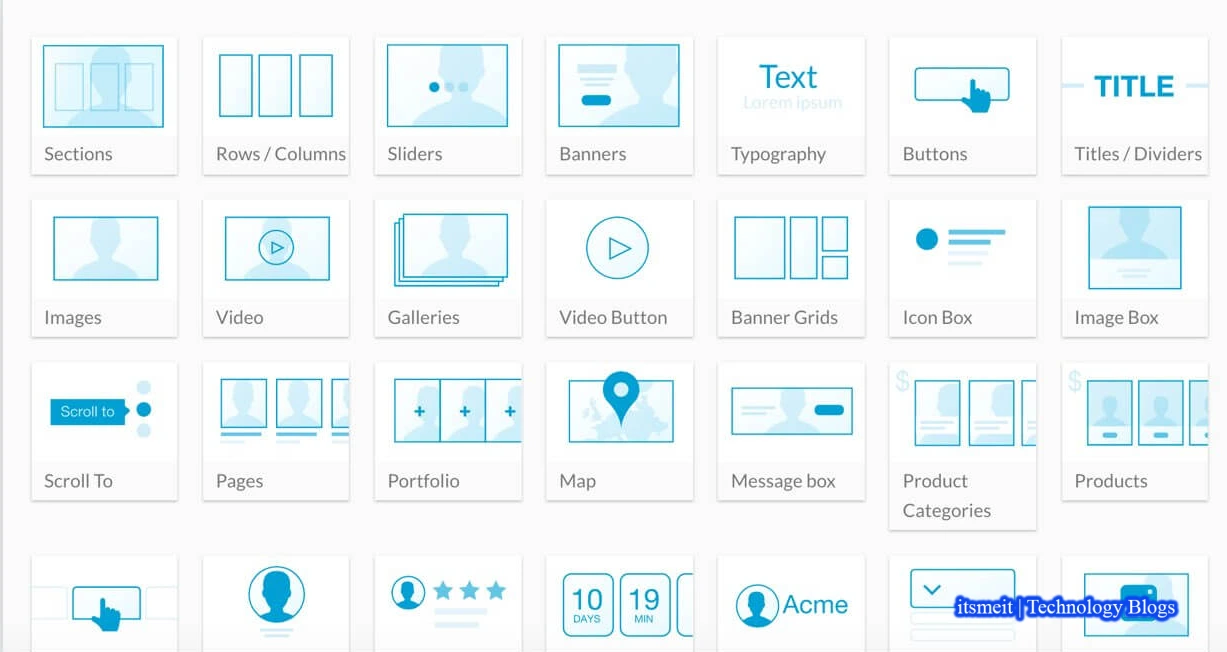 Text
Lorem ipsum
TITLE
Sections
Rows / Columns
Sliders
Banners
Typography
Buttons
Titles / Dividers
Images
Video
Galleries
Video Button
Banner Grids
Icon Box
Image Box
Scroll to
$
$
Scroll To
Pages
Portfolio
Map
Message box
Product
Categories
Products
10
DAYS
19
MIN
Acme
itsmeit | Technology Blogs